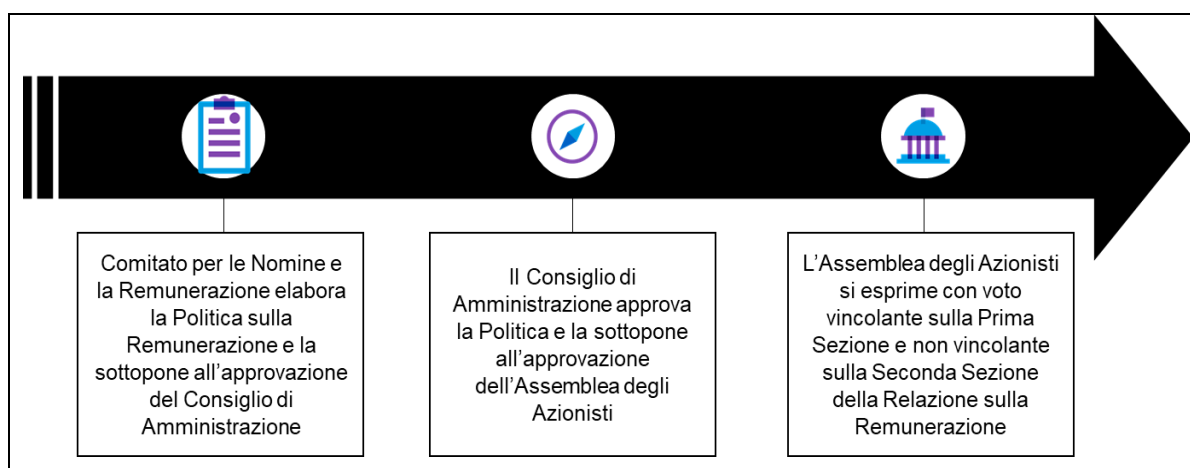 Comitato per le Nomine e
la Remunerazione elabora
la Politica sulla
Remunerazione e la
sottopone all'approvazione
del Consiglio di
Amministrazione
Il Consiglio di
Amministrazione approva
la Politica e la sottopone
all'approvazione
dell'Assemblea degli
Azionisti
L'Assemblea degli Azionisti
si esprime con voto
vincolante sulla Prima
Sezione e non vincolante
sulla Seconda Sezione
della Relazione sulla
Remunerazione